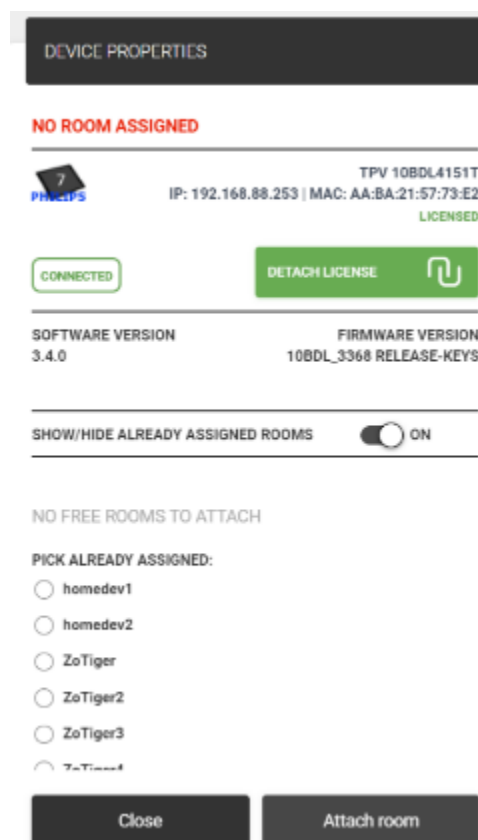 DEVICE PROPERTIES
NO ROOM ASSIGNED
7
PHILIPS
TPV 10BDL4151T
IP: 192.168.88.253 | MAC: AA:BA:21:57:73:E2
LICENSED
CONNECTED
DETACH LICENSE
SOFTWARE VERSION
3.4.0
FIRMWARE VERSION
10BDL_3368 RELEASE-KEYS
SHOW/HIDE ALREADY ASSIGNED ROOMS ON
NO FREE ROOMS TO ATTACH
PICK ALREADY ASSIGNED:
homedev1
homedev2
ZoTiger
ZoTiger2
ZoTiger3
Close
Attach room